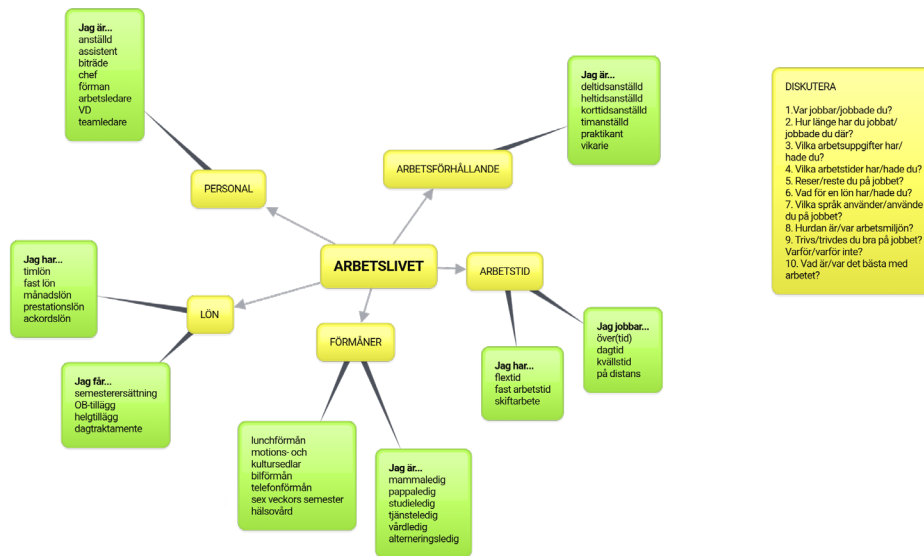 Jag är...
anställd
assistent
biträde
chef
förman
arbetsledare
VD
teamledare
PERSONAL
Jag är...
deltidsanställd
heltidsanställd
korttidsanställd
timanställd
praktikant
vikarie
ARBETSFÖRHÅLLANDE
ARBETSLIVET
Jag har...
timlön
fast lön
månadslön
prestationslön
ackordslön
LÖN
Jag får...
semesterersättning
OB-tillägg
helgtillägg
dagtraktamente
FÖRMÅNER
lunchförmån
motions- och
kultursedlar
bilförmån
telefonförmån
sex veckors semester
hälsovård
Jag är...
mammaledig
pappaledig
studieledig
tjänsteledig
vårdledig
alterneringsledig
ARBETSTID
Jag har...
flextid
fast arbetstid
skiftarbete
Jag jobbar...
över(tid)
dagtid
kvällstid
på distans
DISKUTERA
1.Var jobbar/jobbade du?
2. Hur länge har du jobbat/
jobbade du där?
3. Vilka arbetsuppgifter har/
hade du?
4. Vilka arbetstider har/hade du?
5. Reser/reste du på jobbet?
6. Vad för en lön har/hade du?
7. Vilka språk använder/använde
du på jobbet?
8. Hurdan är/var arbetsmiljön?
9. Trivs/trivdes du bra på jobbet?
Varför/varför inte?
10. Vad är/var det bästa med
arbetet?